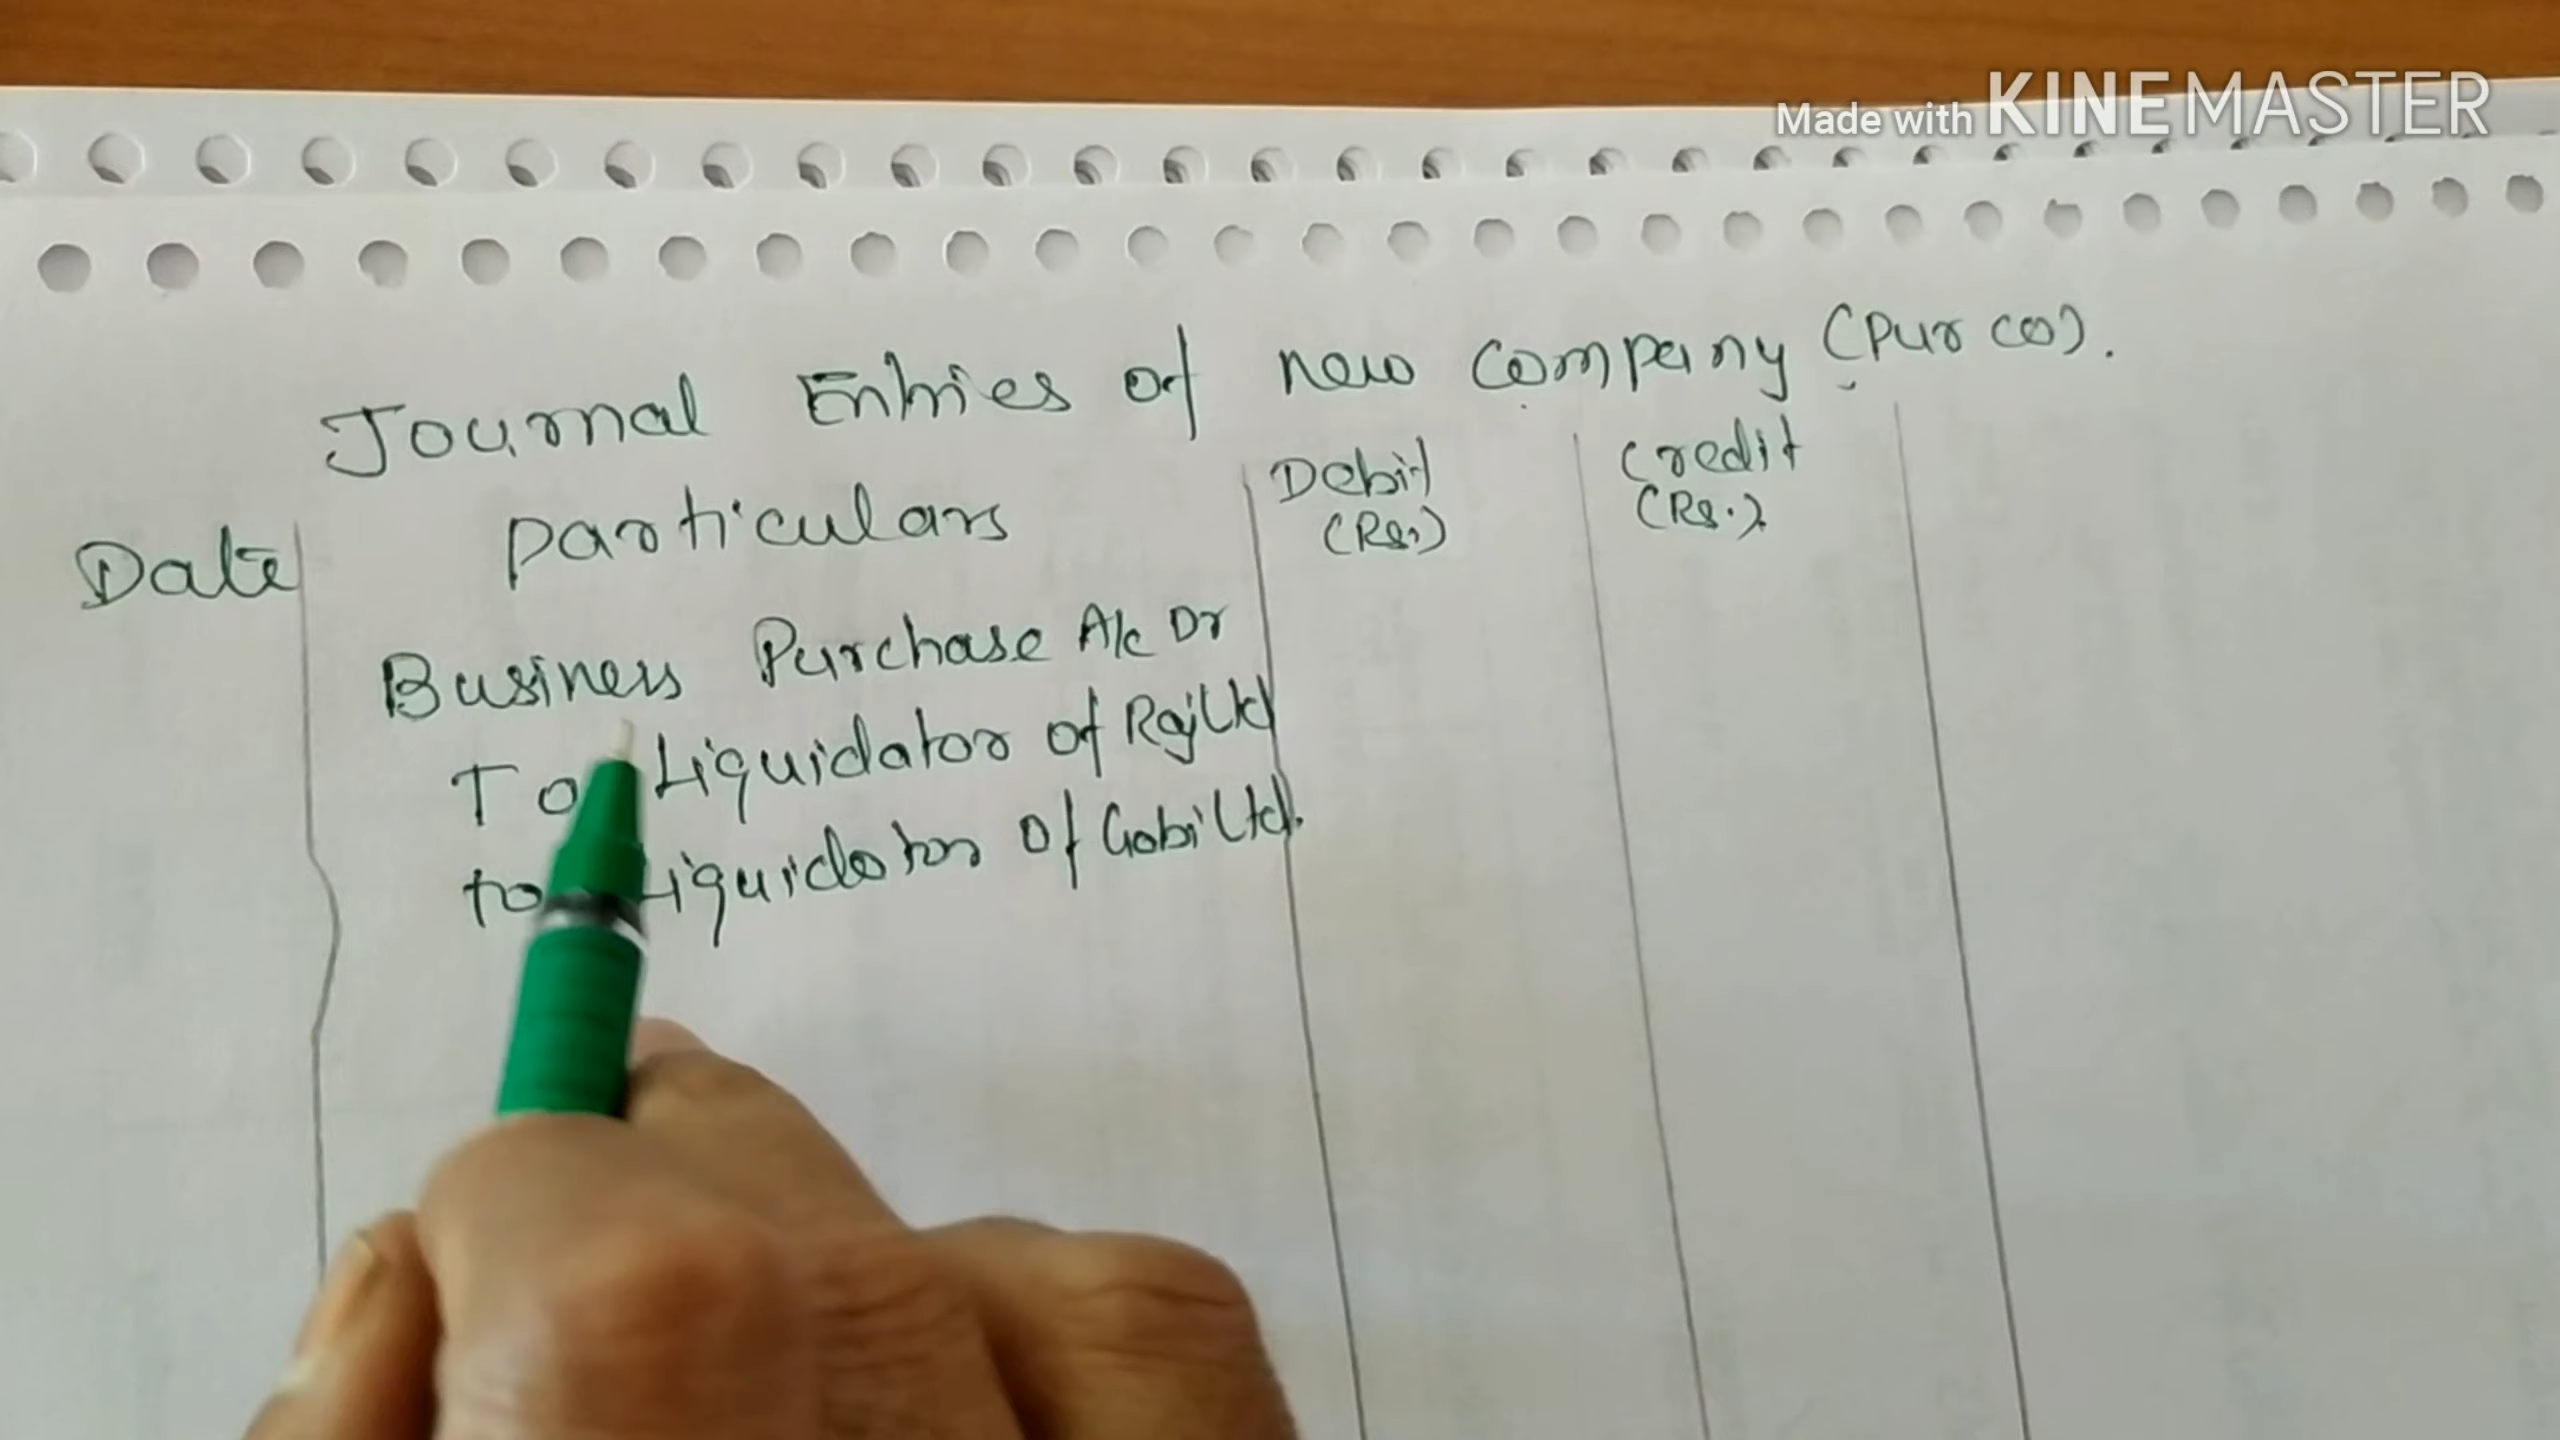 Made with KINEMASTER
Journal Entries of new company (Pur co).
Date Particulars Debit (Rs.) Credit (Rs.)
Business Purchase A/c Dr
To Liquidator of Raj Ltd
to Liquidator of Gobi Ltd.